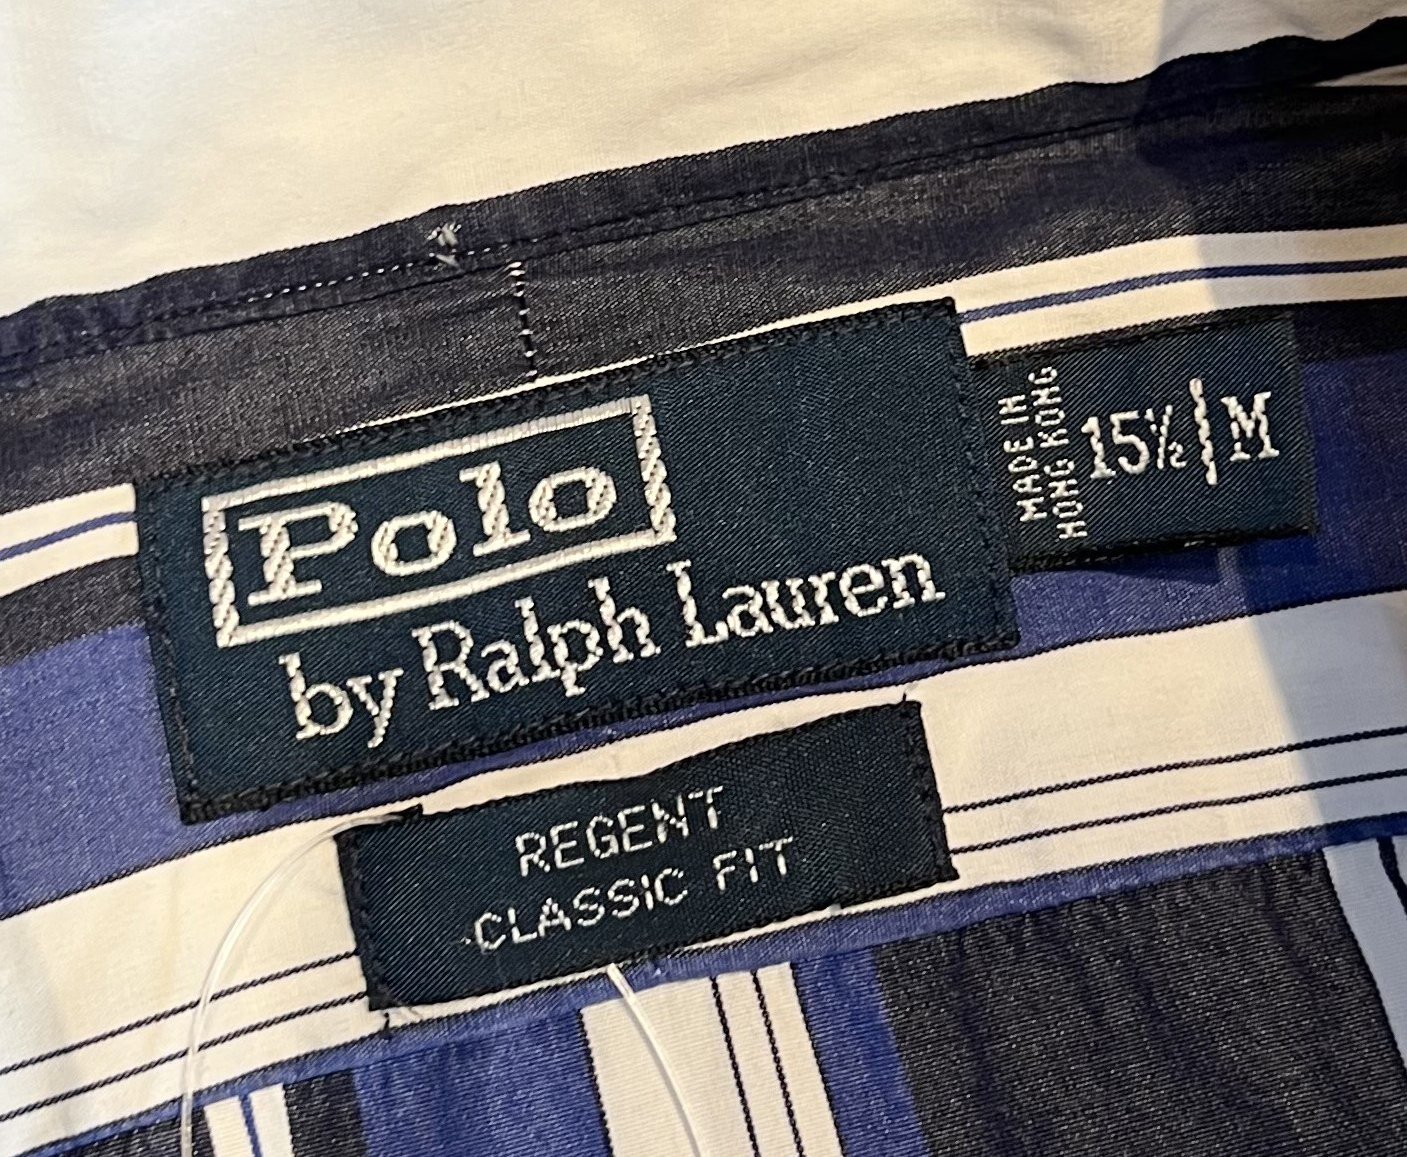 Polo
by Ralph Lauren
MADE IN
HONG KONG
15½ | M
REGENT
CLASSIC FIT